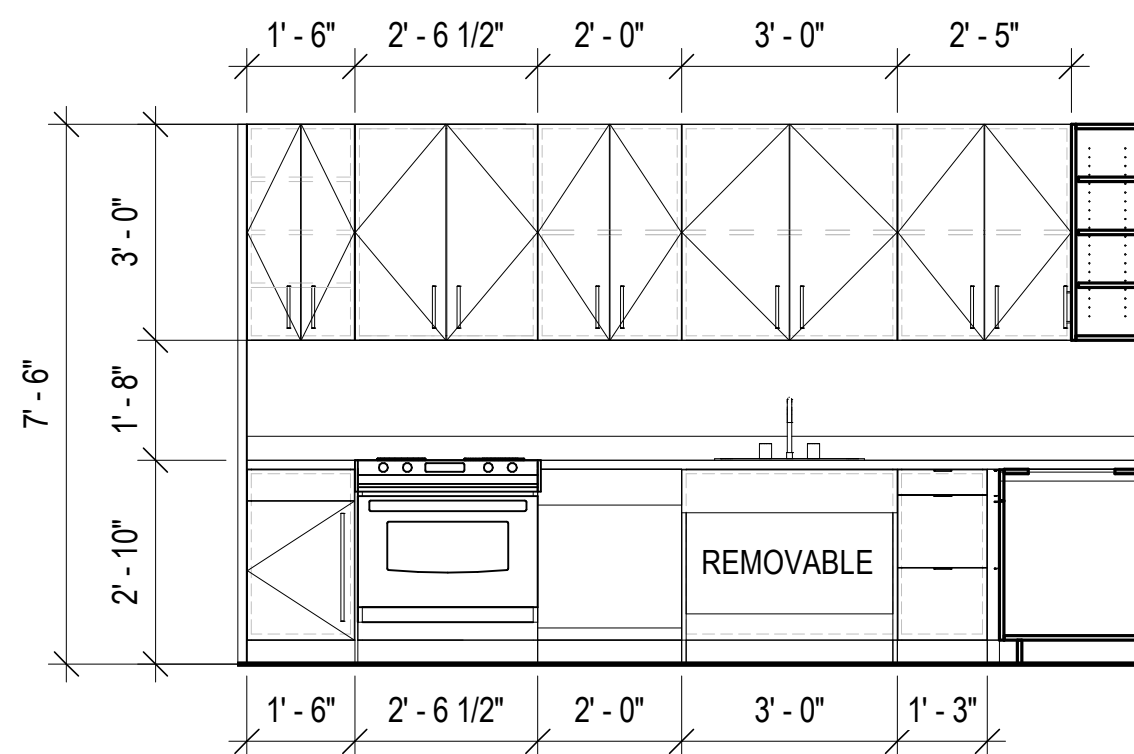 1' - 6"
2' - 6 1/2"
2' - 0"
3' - 0"
2' - 5"
3' - 0"
7' - 6"
1' - 8"
2' - 10"
REMOVABLE
1' - 6"
2' - 6 1/2"
2' - 0"
3' - 0"
1' - 3"